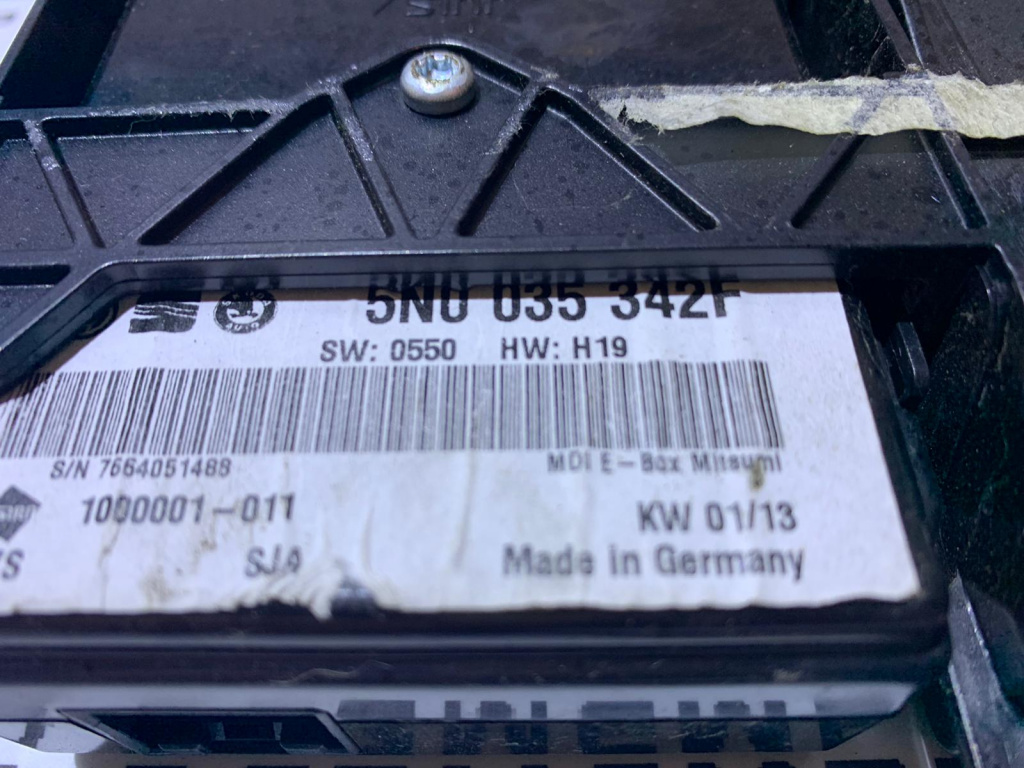 5N0 035 342F
SW: 0550 HW: H19
S/N 7664051488
MDI E-Box Mitsumi
1000001-011
KW 01/13
SJA
Made in Germany